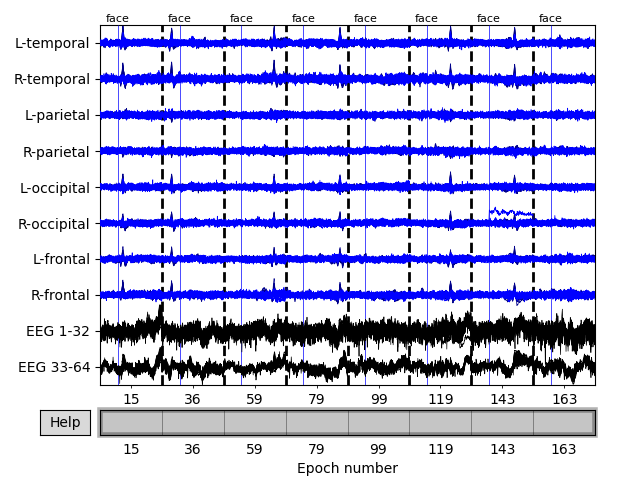 face face face face face face face face
L-temporal
R-temporal
L-parietal
R-parietal
L-occipital
R-occipital
L-frontal
R-frontal
EEG 1-32
EEG 33-64
15 36 59 79 99 119 143 163
Help
15 36 59 79 99 119 143 163
Epoch number